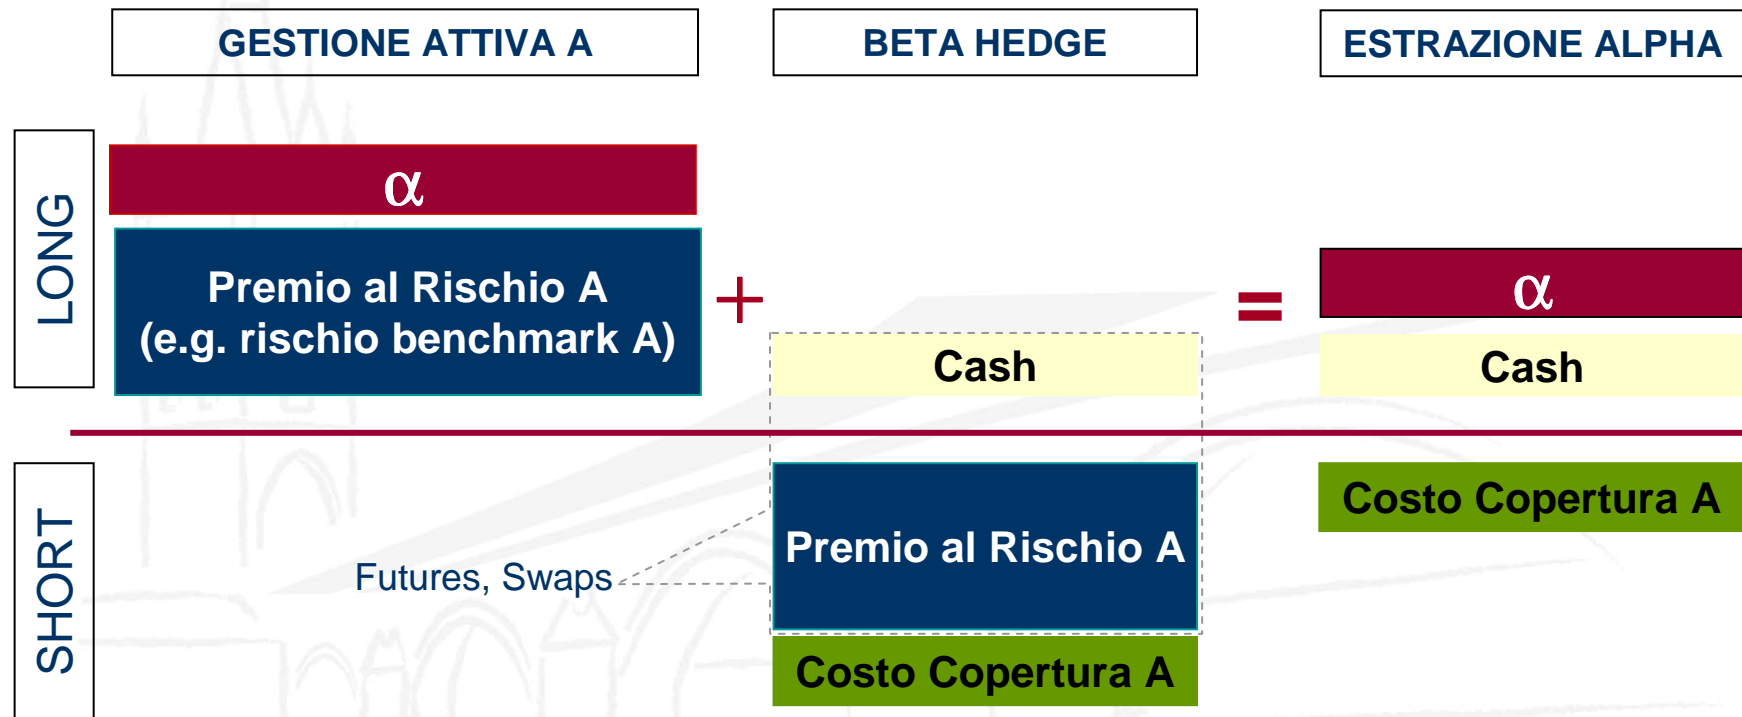 GESTIONE ATTIVA A
BETA HEDGE
ESTRAZIONE ALPHA
LONG
α
Premio al Rischio A
(e.g. rischio benchmark A)
+
Cash
=
α
Cash
SHORT
Futures, Swaps
Premio al Rischio A
Costo Copertura A
Costo Copertura A